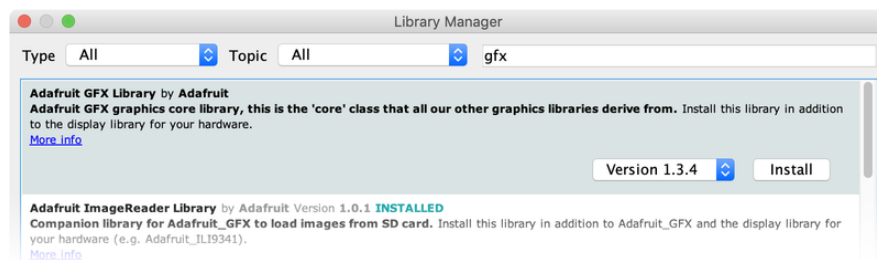 Library Manager
Type All Topic All gfx
Adafruit GFX Library by Adafruit
Adafruit GFX graphics core library, this is the 'core' class that all our other graphics libraries derive from. Install this library in addition
to the display library for your hardware.
More info
Version 1.3.4 Install
Adafruit ImageReader Library by Adafruit Version 1.0.1 INSTALLED
Companion library for Adafruit_GFX to load images from SD card. Install this library in addition to Adafruit_GFX and the display library for
your hardware (e.g. Adafruit_ILI9341).
More info